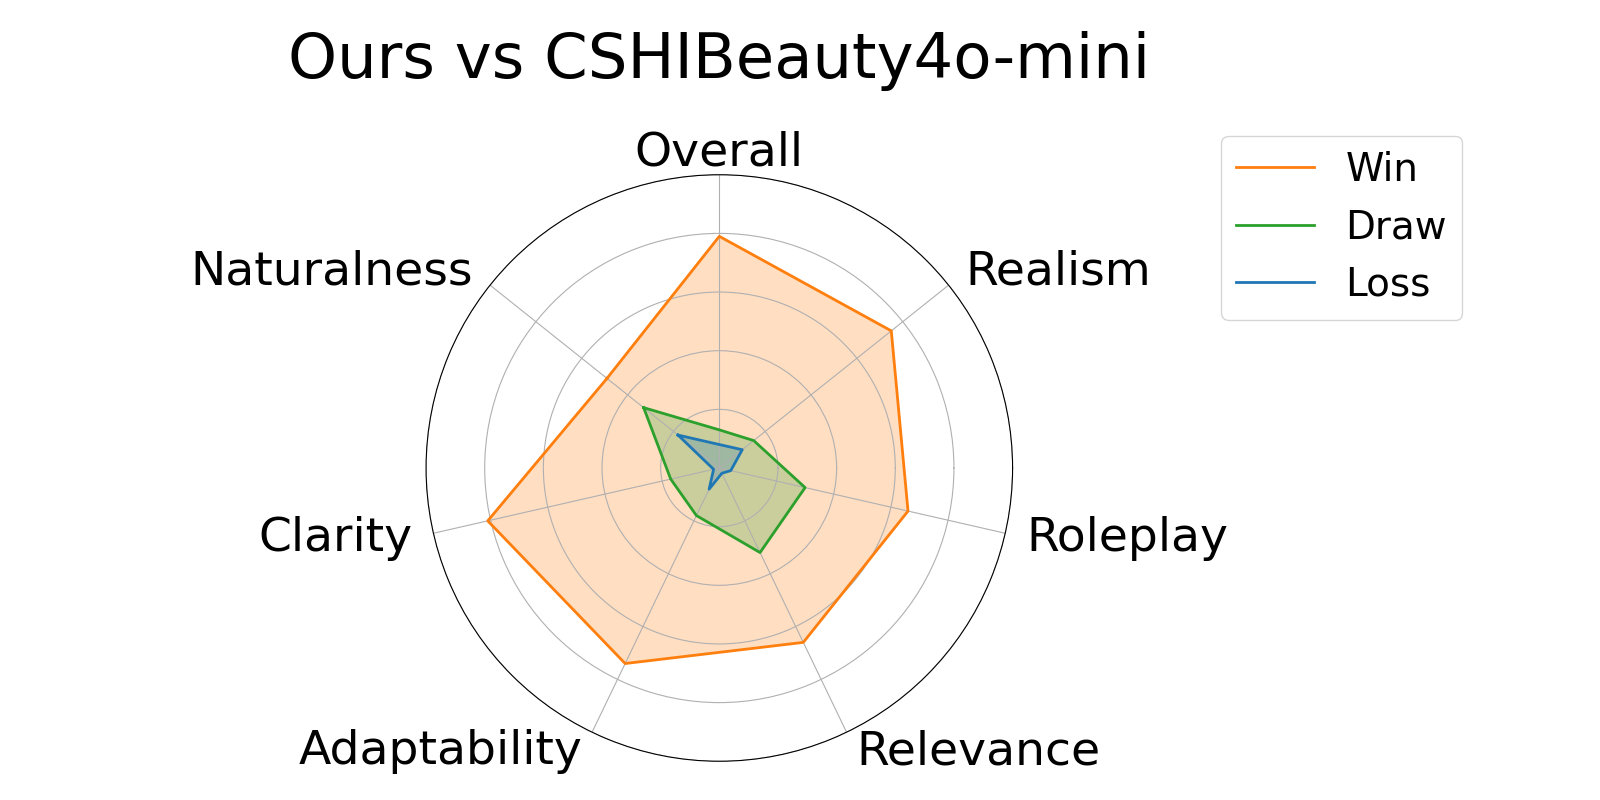 Ours vs CSHIBeauty4o-mini
Overall
Naturalness
Realism
Clarity
Roleplay
Adaptability
Relevance
Win
Draw
Loss